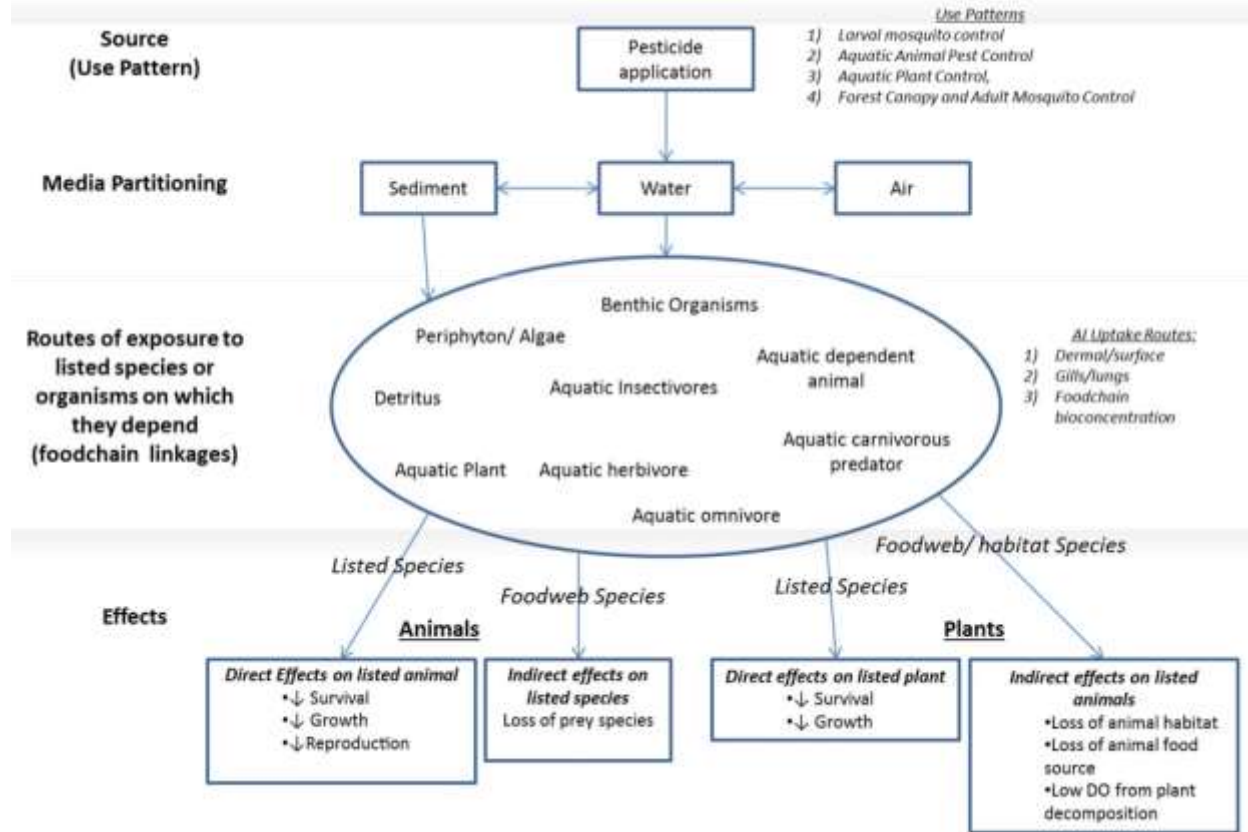 Source
(Use Pattern)
Pesticide
application
Use Patterns
1) Larval mosquito control
2) Aquatic Animal Pest Control
3) Aquatic Plant Control,
4) Forest Canopy and Adult Mosquito Control
Media Partitioning
Sediment
Water
Air
Routes of exposure to
listed species or
organisms on which
they depend
(foodchain linkages)
Benthic Organisms
Periphyton/ Algae
Aquatic dependent
animal
Detritus
Aquatic Insectivores
Aquatic carnivorous
predator
Aquatic Plant
Aquatic herbivore
Aquatic omnivore
AI Uptake Routes:
1) Dermal/surface
2) Gills/lungs
3) Foodchain
bioconcentration
Effects
Listed Species
Foodweb Species
Listed Species
Foodweb/ habitat Species
Animals
Plants
Direct Effects on listed animal
•↓ Survival
•↓ Growth
•↓Reproduction
Indirect effects on
listed species
Loss of prey species
Direct effects on listed plant
•↓ Survival
•↓ Growth
Indirect effects on listed
animals
•Loss of animal habitat
•Loss of animal food
source
•Low DO from plant
decomposition